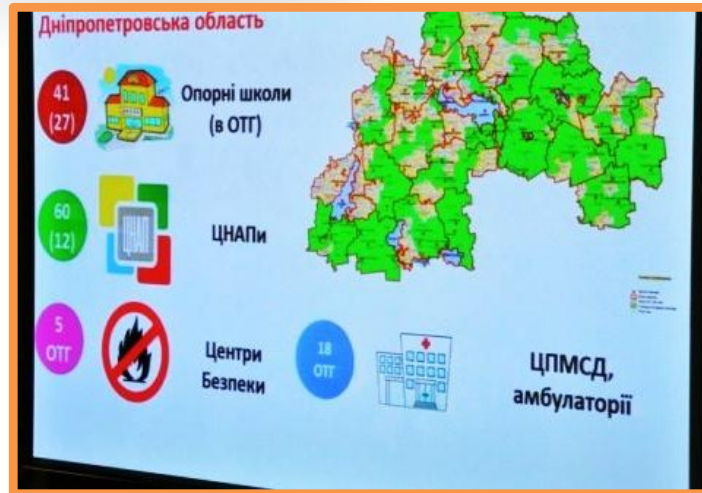 Дніпропетровська область
41
(27)
Опорні школи
(в ОТГ)
60
(12)
ЦНАП
ЦНАПи
5
ОТГ
Центри
Безпеки
18
ОТГ
ЦПМСД,
амбулаторії